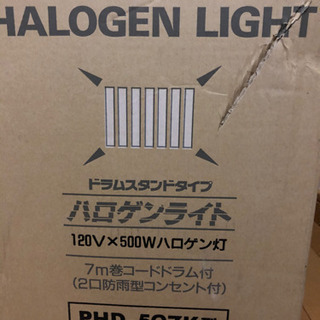 HALOGEN LIGHT
ドラムスタンドタイプ
ハロゲンライト
120V×500Wハロゲン灯
7m巻コードドラム付
(2口防雨型コンセント付)